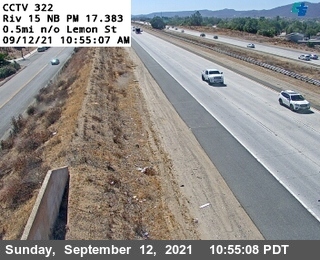 CCTV 322
Riv 15 NB PM 17.383
0.5mi n/o Lemon St
09/12/21 10:55:07 AM
Sunday, September 12, 2021 10:55:08 PDT